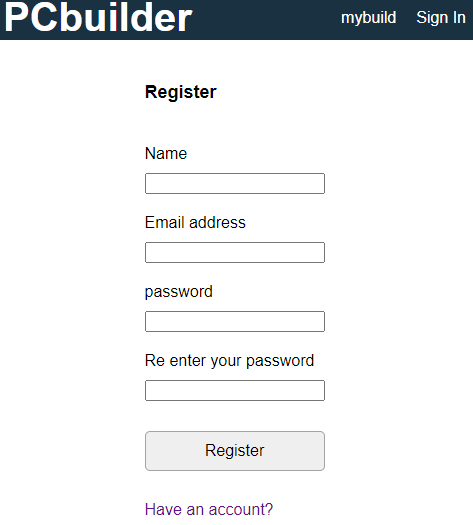 PCbuilder mybuild Sign In
Register
Name
Email address
password
Re enter your password
Register
Have an account?